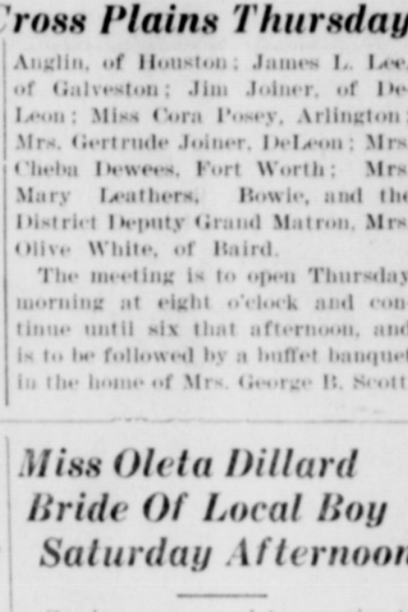 Cross Plains Thursday
Anglin, of Houston; James L. Lee,
of Galveston; Jim Joiner, of De
Leon; Miss Cora Posey, Arlington;
Mrs. Gertrude Joiner, DeLeon; Mrs
Cheba Dewees, Fort Worth; Mrs
Mary Leathers, Bowie, and the
District Deputy Grand Matron, Mrs
Olive White, of Baird.
The meeting is to open Thursday
morning at eight o'clock and con
tinue until six that afternoon, and
is to be followed by a buffet banquet
in the home of Mrs. George B. Scott
Miss Oleta Dillard
Bride Of Local Boy
Saturday Afternoon